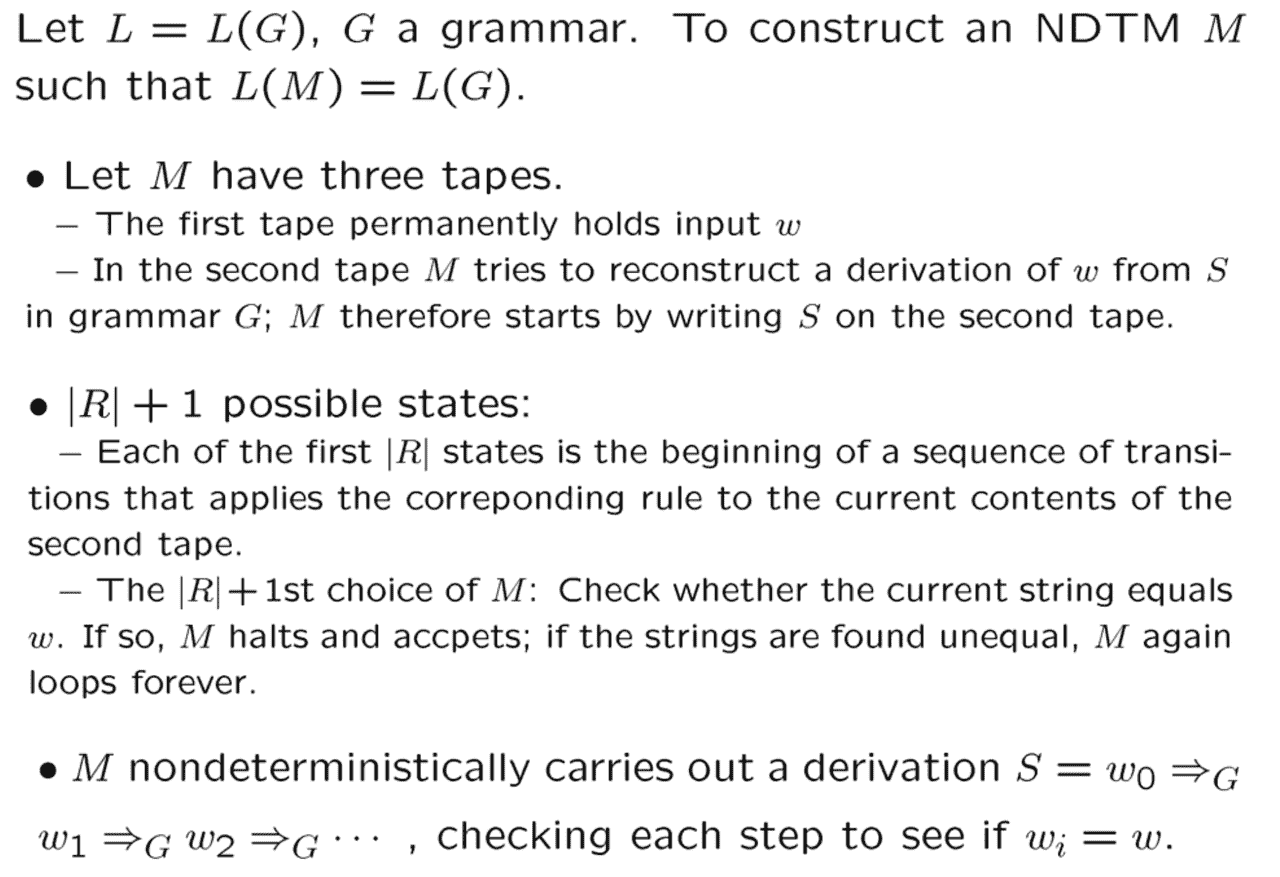 Let L = L(G), G a grammar. To construct an NDTM M
such that L(M) = L(G).
• Let M have three tapes.
– The first tape permanently holds input w
– In the second tape M tries to reconstruct a derivation of w from S
in grammar G; M therefore starts by writing S on the second tape.
• |R| + 1 possible states:
– Each of the first |R| states is the beginning of a sequence of transi-
tions that applies the correponding rule to the current contents of the
second tape.
– The |R|+1st choice of M: Check whether the current string equals
w. If so, M halts and accpets; if the strings are found unequal, M again
loops forever.
• M nondeterministically carries out a derivation S = w₀ ⇒_G
w₁ ⇒_G w₂ ⇒_G ⋯ , checking each step to see if wᵢ = w.